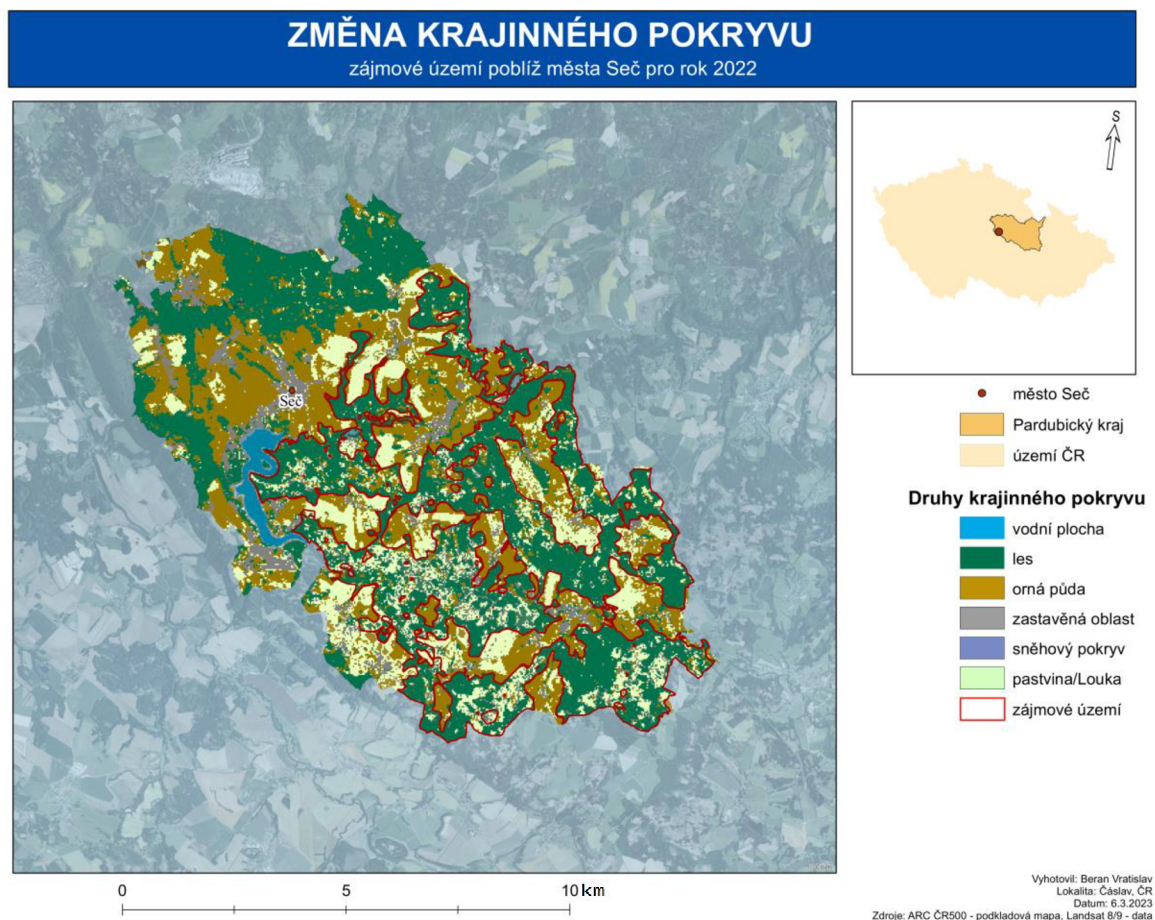 ZMĚNA KRAJINNÉHO POKRYVU
zájmové území poblíž města Seč pro rok 2022
S
Seč
město Seč
Pardubický kraj
území ČR
Druhy krajinného pokryvu
vodní plocha
les
orná půda
zastavěná oblast
sněhový pokryv
pastvina/Louka
zájmové území
0 5 10 km
Vyhotovil: Beran Vratislav
Lokalita: Čáslav, ČR
Datum: 6.3.2023
Zdroje: ARC ČR500 - podkladová mapa, Landsat 8/9 - data